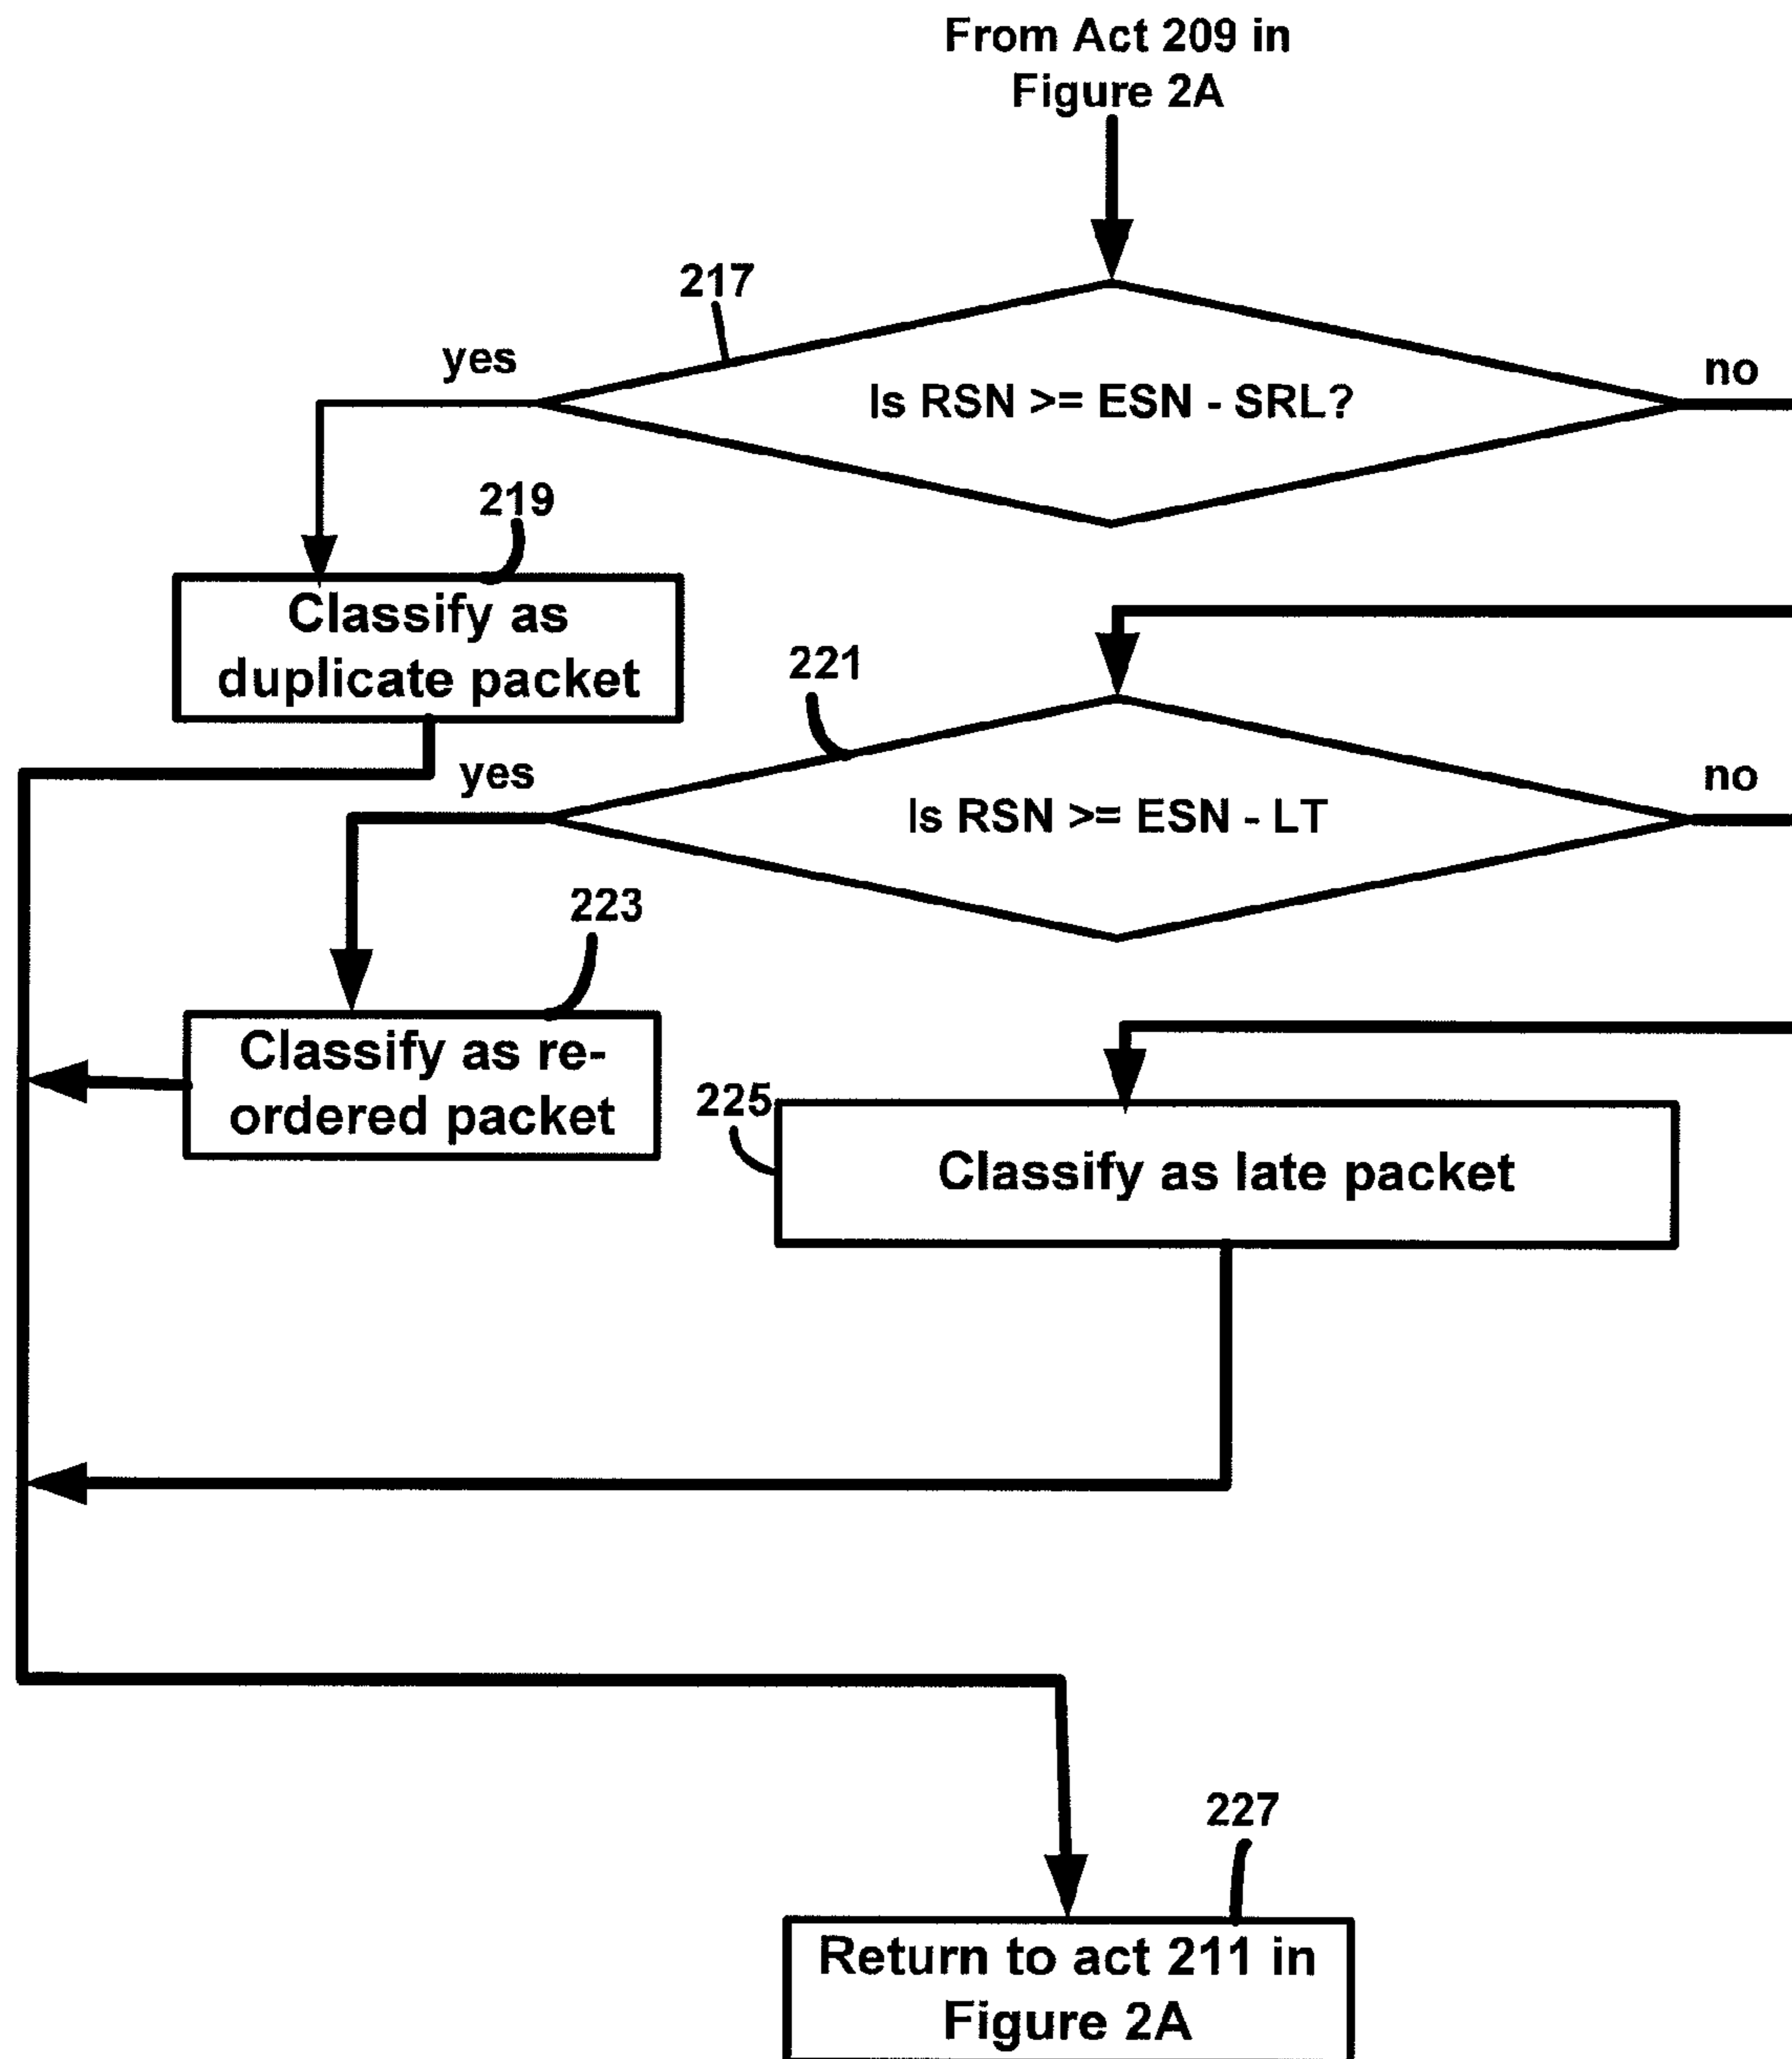 From Act 209 in
Figure 2A
217
yes
Is RSN >= ESN - SRL?
no
219
Classify as
duplicate packet
221
yes
Is RSN >= ESN - LT
no
223
Classify as re-
ordered packet
225
Classify as late packet
227
Return to act 211 in
Figure 2A